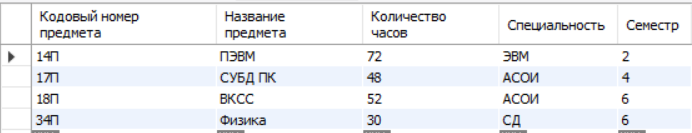 Кодовый номер предмета Название предмета Количество часов Специальность Семестр
14П ПЭВМ 72 ЭВМ 2
17П СУБД ПК 48 АСОИ 4
18П ВКСС 52 АСОИ 6
34П Физика 30 СД 6